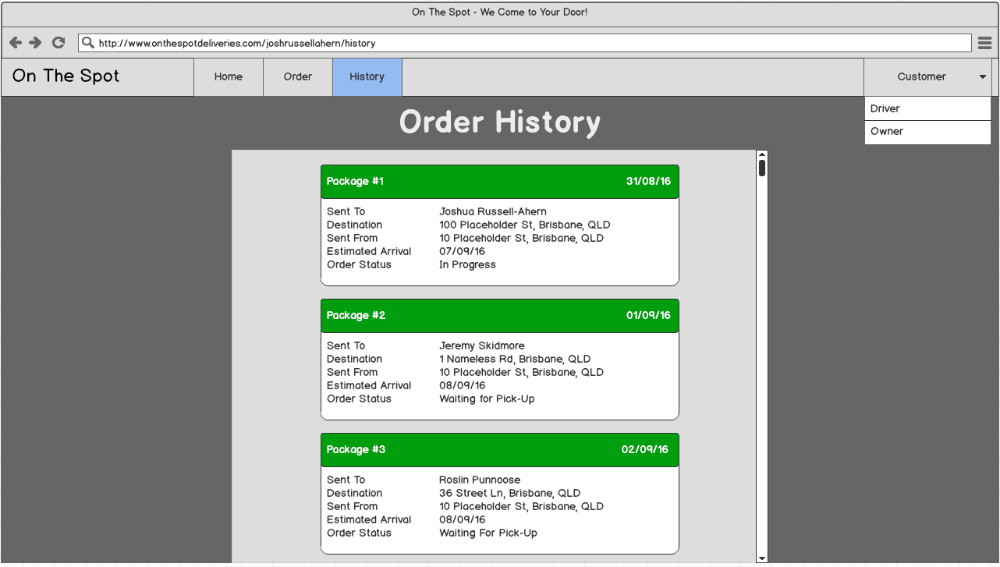 On The Spot - We Come to Your Door!
http://www.onthespotdeliveries.com/joshrussellahern/history
On The Spot Home Order History Customer
Driver
Owner
Order History
Package #1 31/08/16
Sent To Joshua Russell-Ahern
Destination 100 Placeholder St, Brisbane, QLD
Sent From 10 Placeholder St, Brisbane, QLD
Estimated Arrival 07/09/16
Order Status In Progress
Package #2 01/09/16
Sent To Jeremy Skidmore
Destination 1 Nameless Rd, Brisbane, QLD
Sent From 10 Placeholder St, Brisbane, QLD
Estimated Arrival 08/09/16
Order Status Waiting for Pick-Up
Package #3 02/09/16
Sent To Roslin Punnoose
Destination 36 Street Ln, Brisbane, QLD
Sent From 10 Placeholder St, Brisbane, QLD
Estimated Arrival 08/09/16
Order Status Waiting For Pick-Up